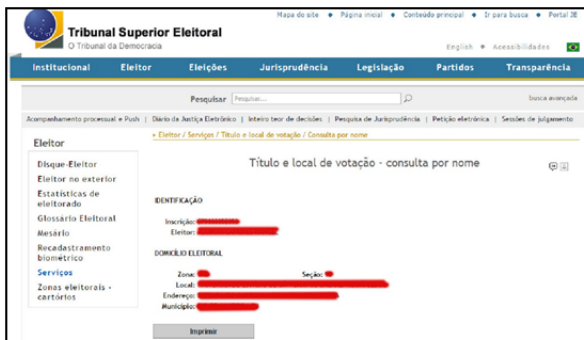 Mapa do site ◆ Página inicial ◆ Conteúdo principal ◆ Ir para busca ◆ Portal JE
Tribunal Superior Eleitoral
O Tribunal da Democracia
English ◆ Acessibilidades
Institucional Eleitor Eleições Jurisprudência Legislação Partidos Transparência
Pesquisar Pesquisar... busca avançada
Acompanhamento processual e Push | Diário da Justiça Eletrônico | Inteiro teor de decisões | Pesquisa de Jurisprudência | Petição eletrônica | Sessões de julgamento
Eleitor
Disque-Eleitor
Eleitor no exterior
Estatísticas de
eleitorado
Glossário Eleitoral
Mesário
Recadastramento
biométrico
Serviços
Zonas eleitorais -
cartórios
» Eleitor / Serviços / Título e local de votação / Consulta por nome
Título e local de votação - consulta por nome
IDENTIFICAÇÃO
Inscrição:
Eleitor:
DOMICÍLIO ELEITORAL
Zona: Seção:
Local:
Endereço:
Município:
Imprimir